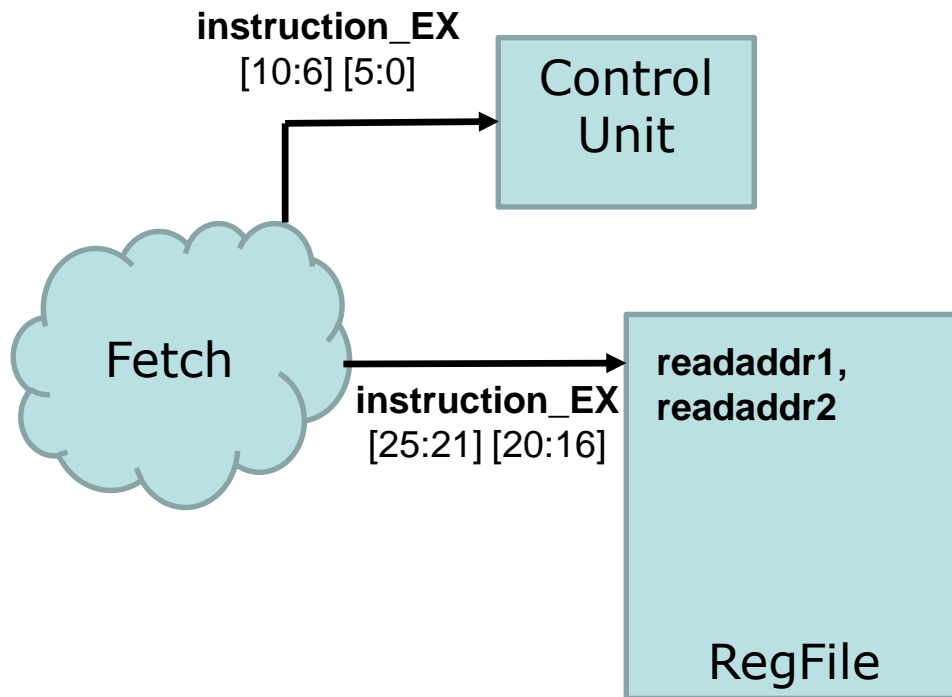 instruction_EX
[10:6] [5:0]
Control
Unit
Fetch
instruction_EX
[25:21] [20:16]
readaddr1,
readaddr2
RegFile